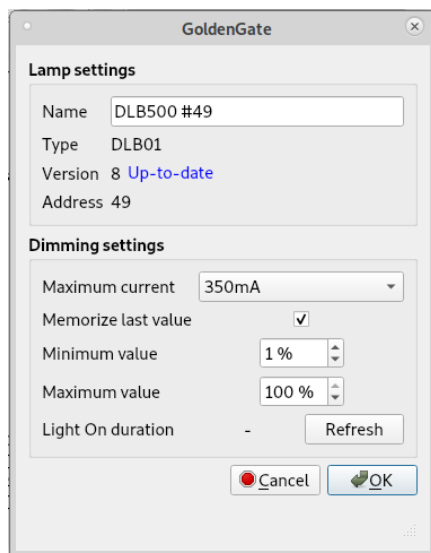 GoldenGate
Lamp settings
Name DLB500 #49
Type DLB01
Version 8 Up-to-date
Address 49
Dimming settings
Maximum current 350mA
Memorize last value
Minimum value 1 %
Maximum value 100 %
Light On duration - Refresh
Cancel OK